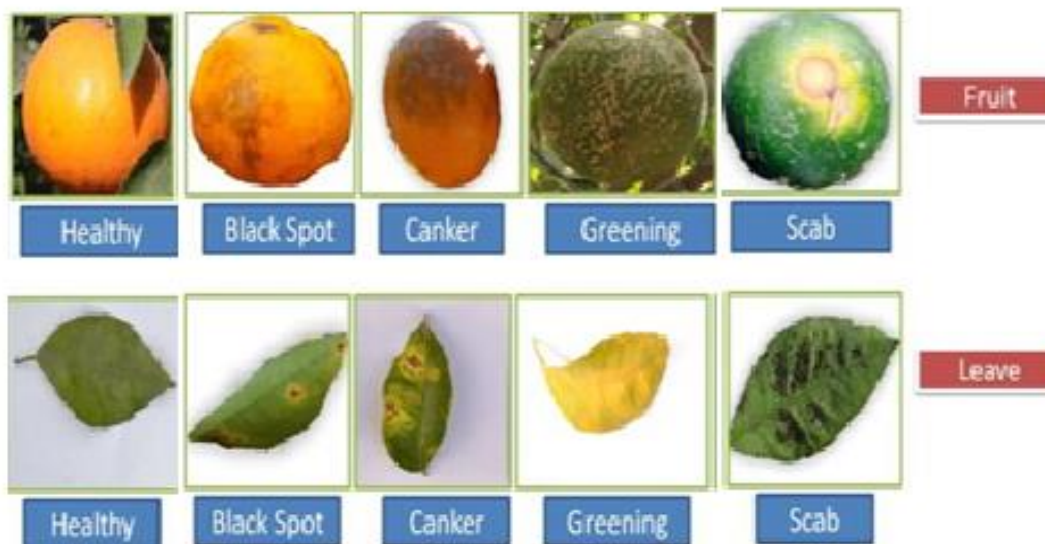 Fruit
Healthy
Black Spot
Canker
Greening
Scab
Leave
Healthy
Black Spot
Canker
Greening
Scab